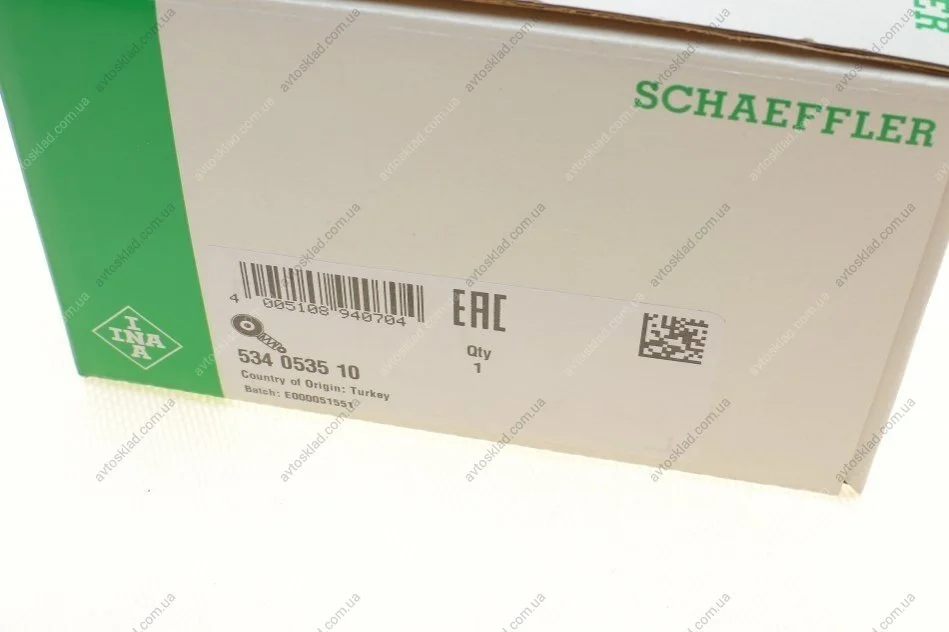 ER
SCHAEFFLER
4 005108 940704
EAC
534 0535 10
Qty
1
Country of Origin: Turkey
Batch: E000051551
I
INA
A
avtosklad.com.ua